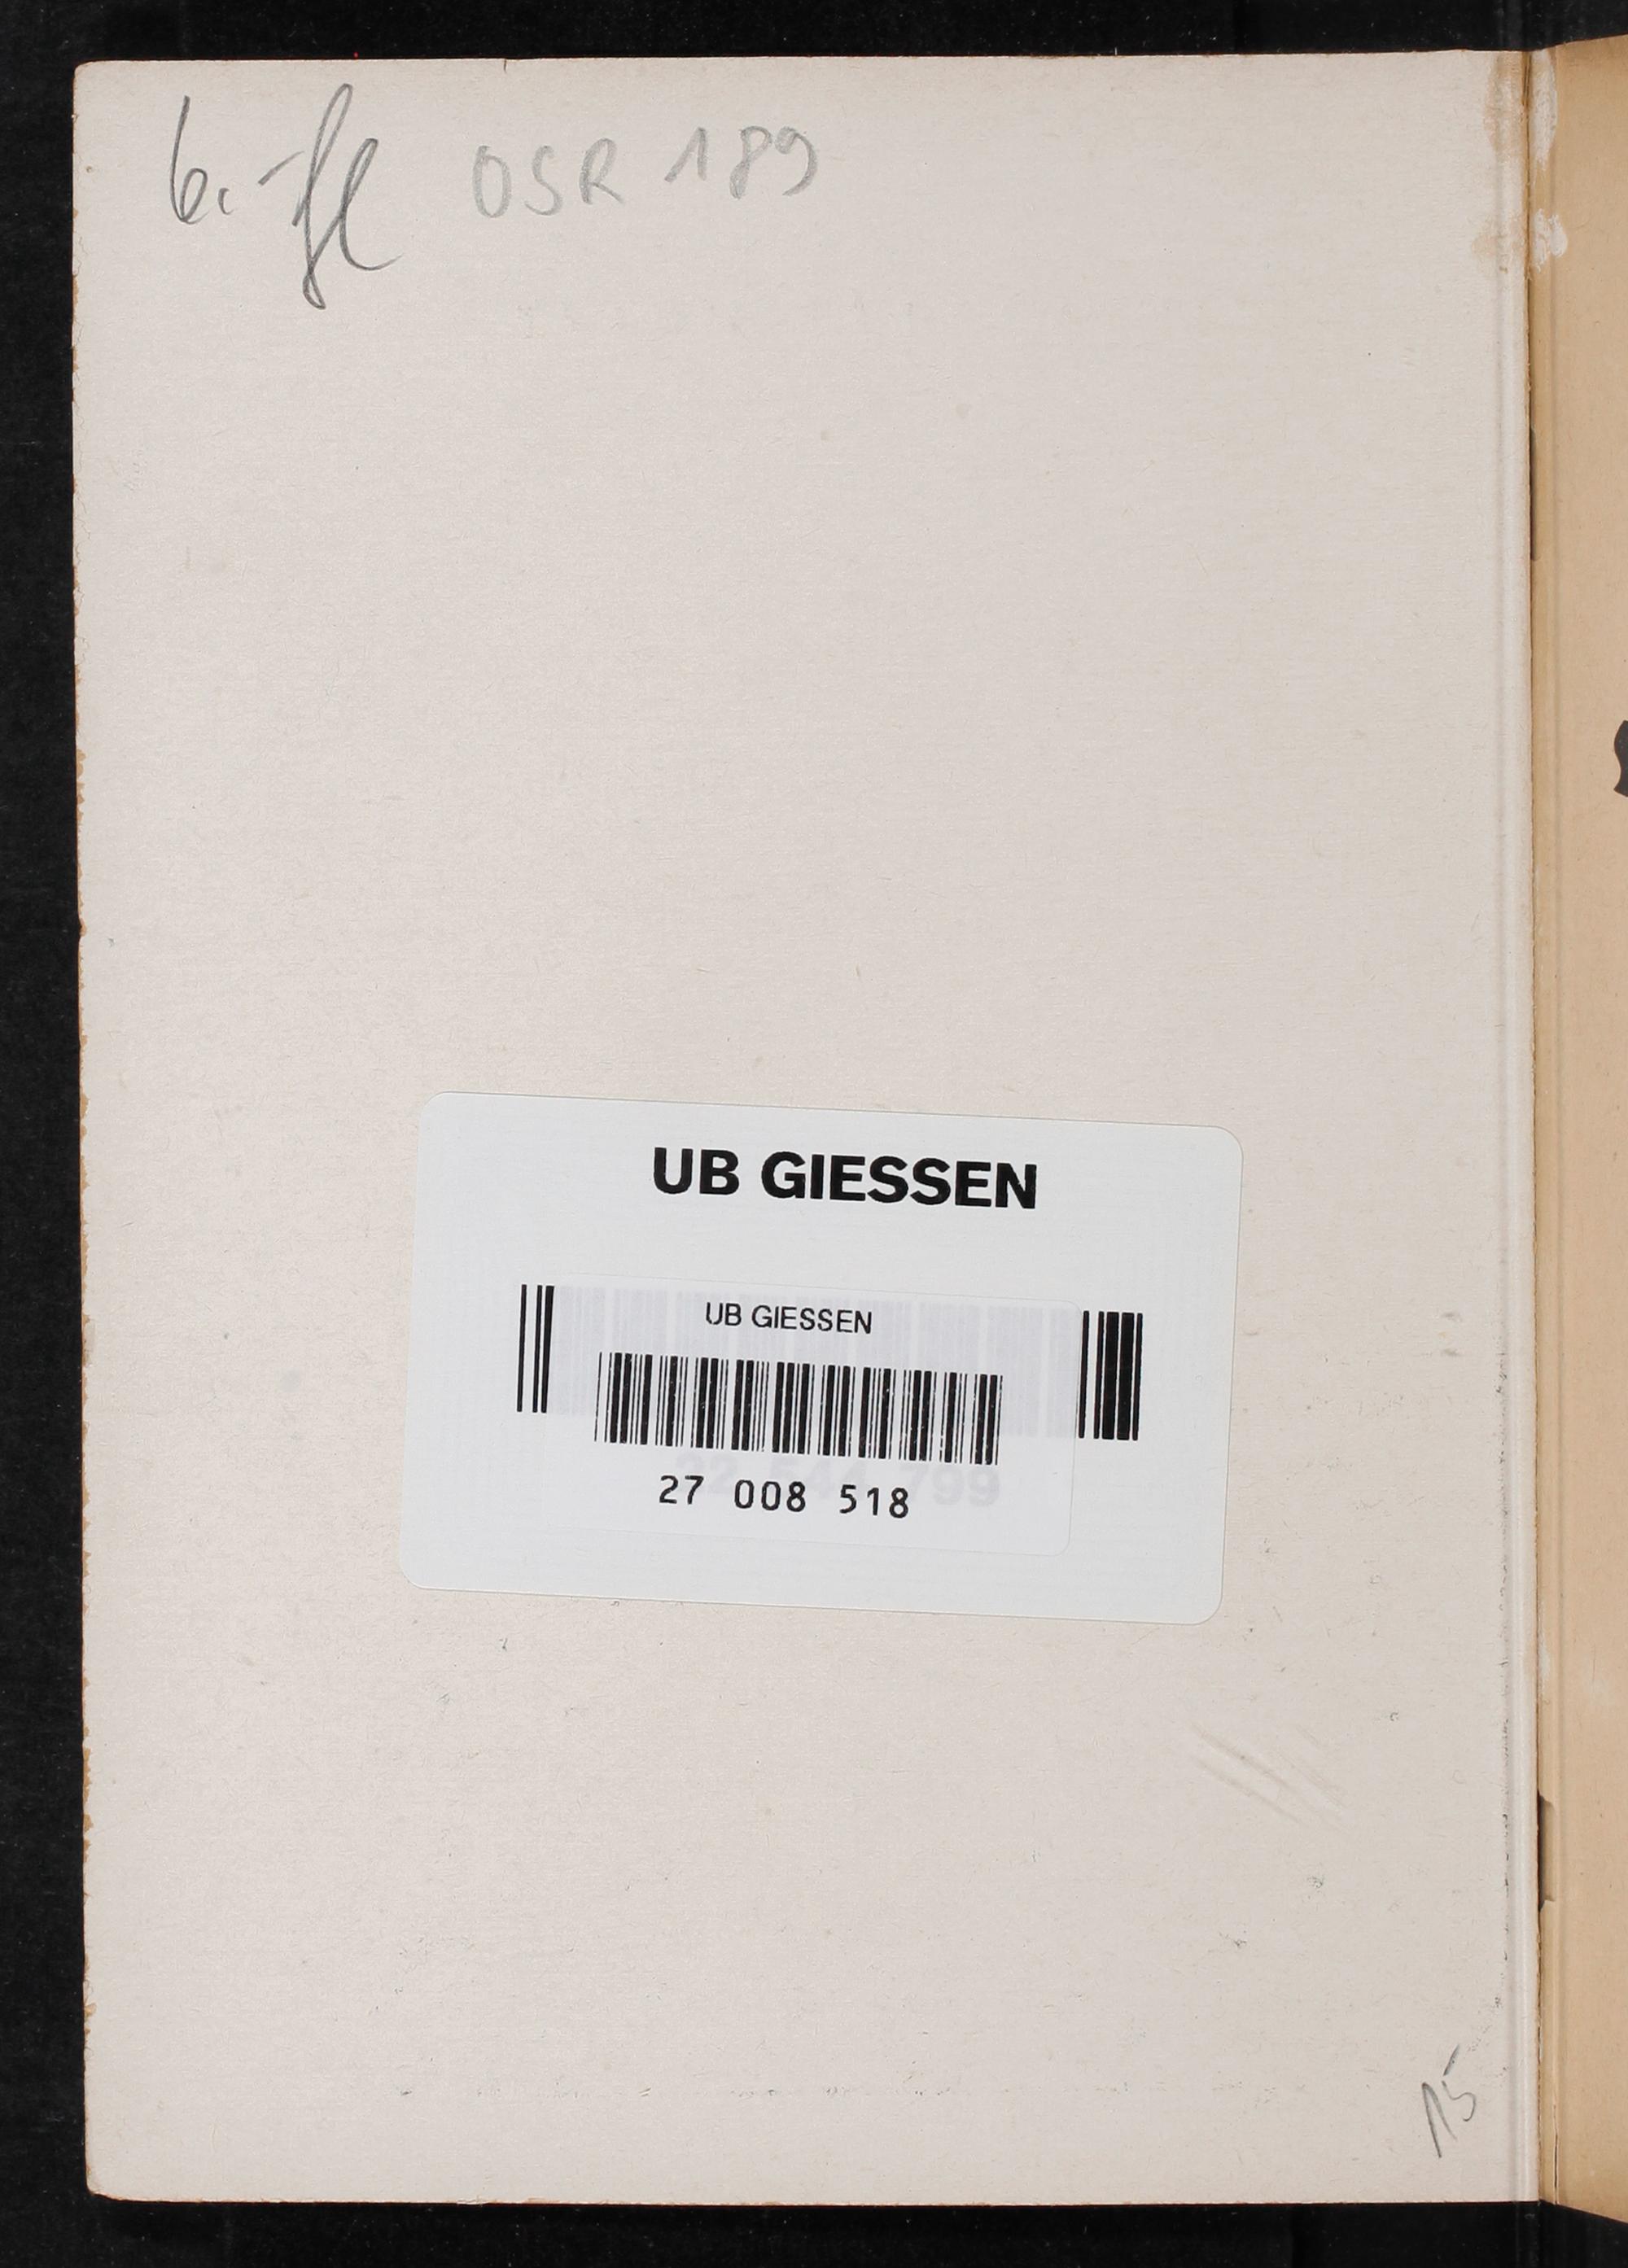 6.- fl OSR 189
UB GIESSEN
UB GIESSEN
27 008 518
15